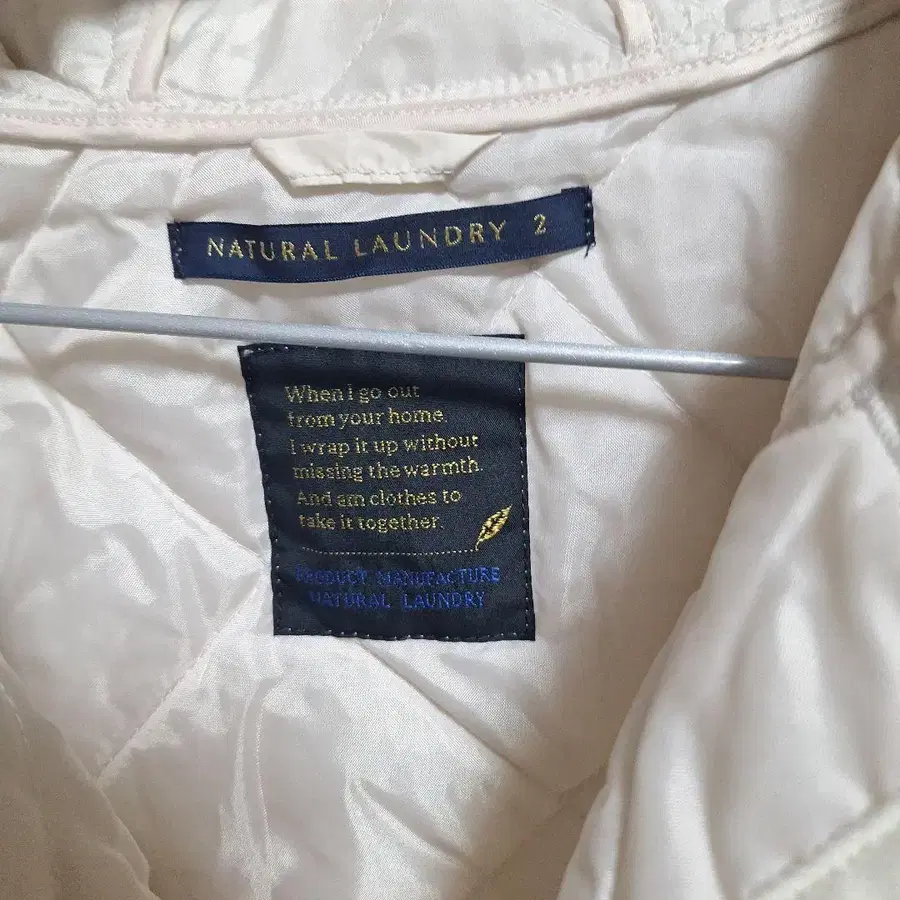 NATURAL LAUNDRY 2
When I go out
from your home.
I wrap it up without
missing the warmth.
And am clothes to
take it together.
PRODUCT MANUFACTURE
NATURAL LAUNDRY